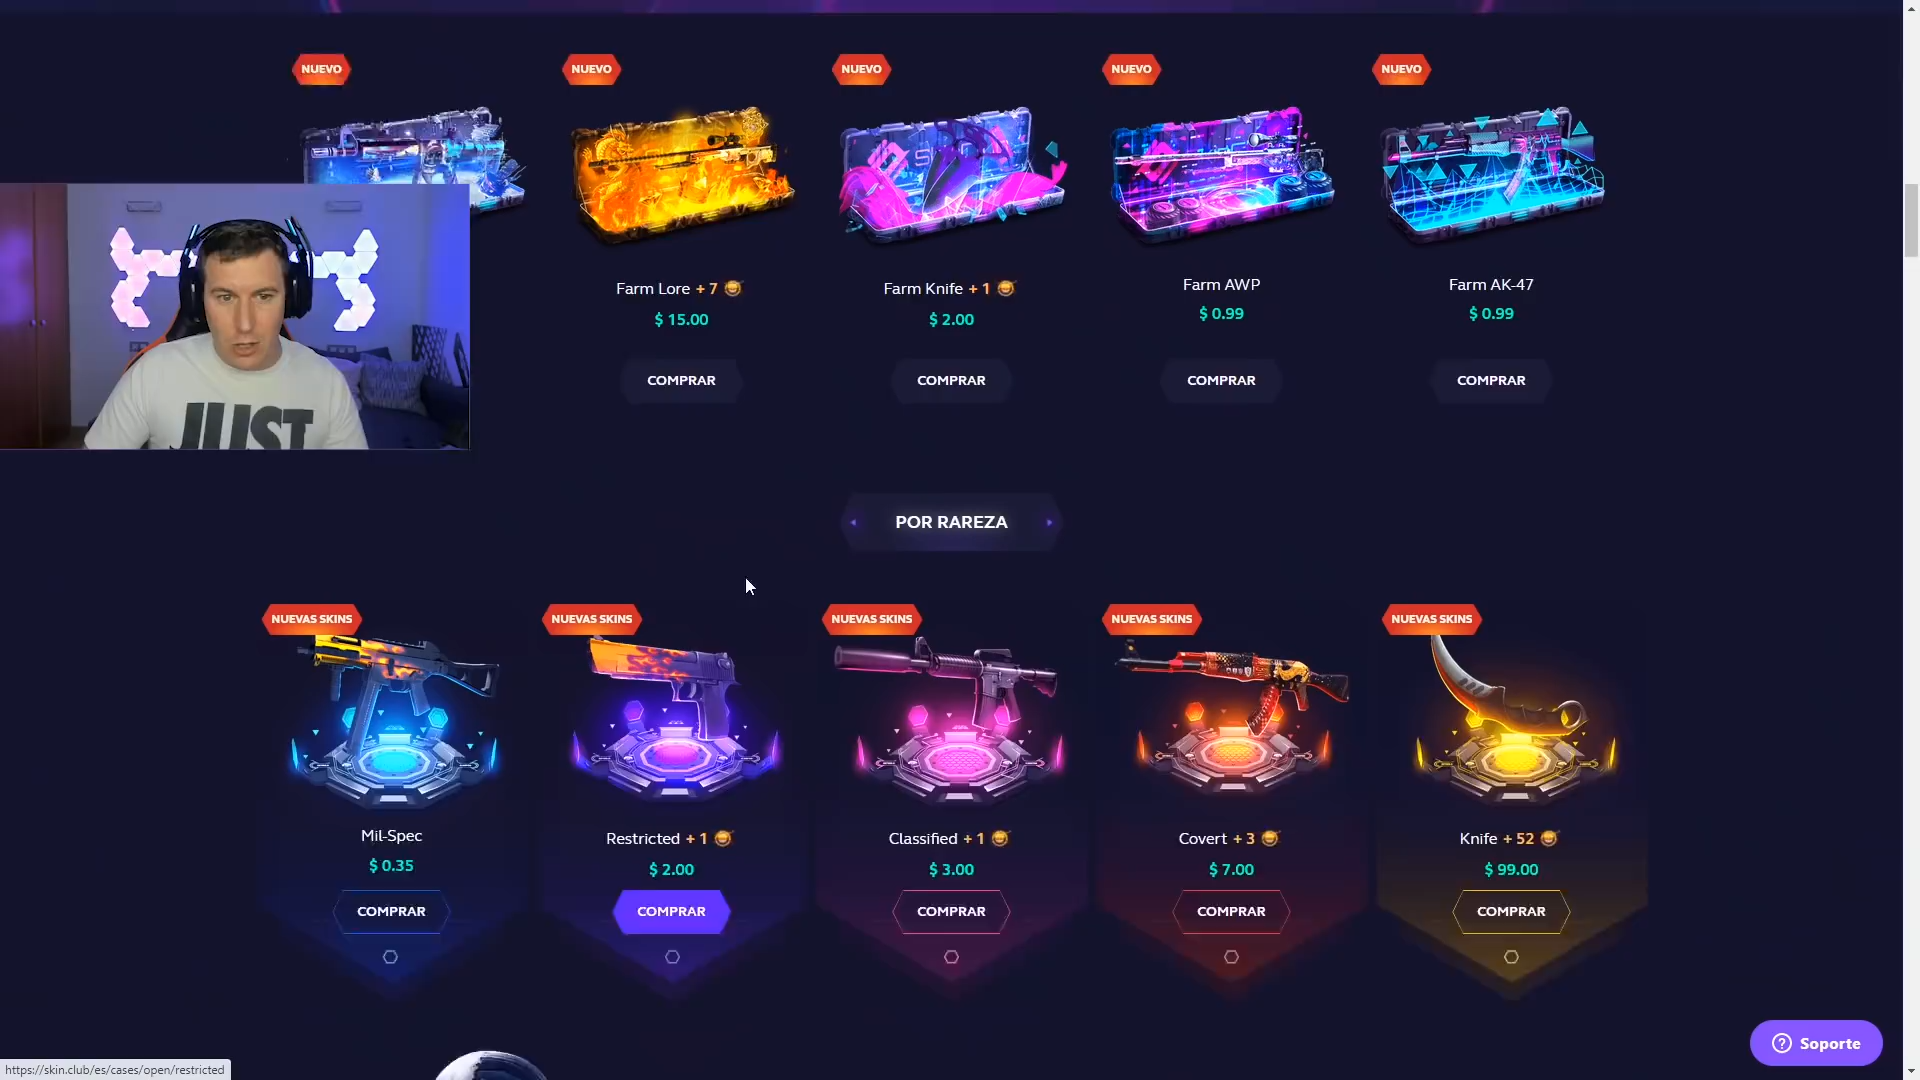 NUEVO
NUEVO
NUEVO
NUEVO
NUEVO
Farm Lore + 7
$ 15.00
COMPRAR
Farm Knife + 1
$ 2.00
COMPRAR
Farm AWP
$ 0.99
COMPRAR
Farm AK-47
$ 0.99
COMPRAR
JUST
POR RAREZA
NUEVAS SKINS
Mil-Spec
$ 0.35
COMPRAR
NUEVAS SKINS
Restricted + 1
$ 2.00
COMPRAR
NUEVAS SKINS
Classified + 1
$ 3.00
COMPRAR
NUEVAS SKINS
Covert + 3
$ 7.00
COMPRAR
NUEVAS SKINS
Knife + 52
$ 99.00
COMPRAR
Soporte
https://skin.club/es/cases/open/restricted